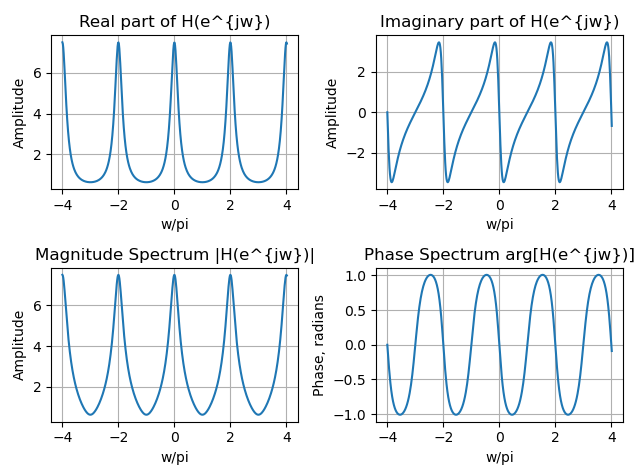 Real part of H(e^{jw})
Amplitude
6
4
2
−4 −2 0 2 4
w/pi
Imaginary part of H(e^{jw})
Amplitude
2
0
−2
−4 −2 0 2 4
w/pi
Magnitude Spectrum |H(e^{jw})|
Amplitude
6
4
2
−4 −2 0 2 4
w/pi
Phase Spectrum arg[H(e^{jw})]
Phase, radians
1.0
0.5
0.0
−0.5
−1.0
−4 −2 0 2 4
w/pi